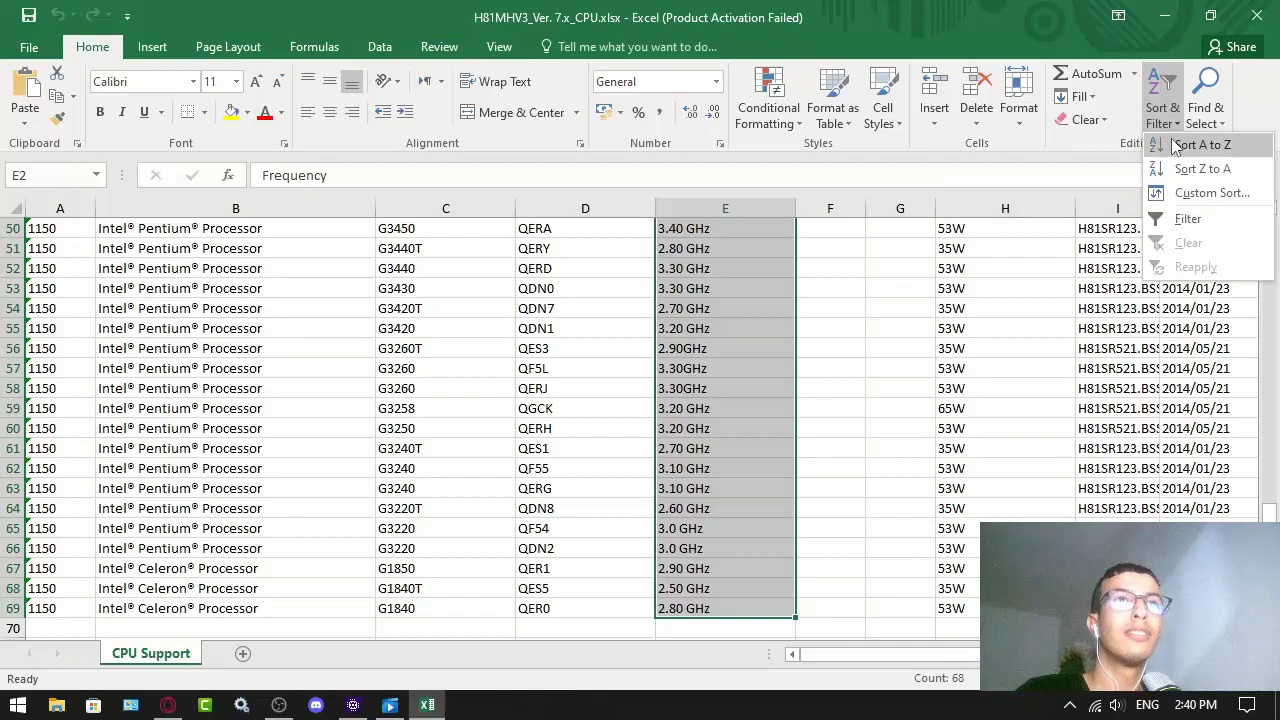 H81MHV3_Ver. 7.x_CPU.xlsx - Excel (Product Activation Failed)
File Home Insert Page Layout Formulas Data Review View Tell me what you want to do... Share
Paste
Calibri 11
B I U
Wrap Text
Merge & Center
General
%
Conditional Formatting
Format as Table
Cell Styles
Insert
Delete
Format
AutoSum
Fill
Clear
Sort & Filter
Find & Select
Clipboard Font Alignment Number Styles Cells
Sort A to Z
Sort Z to A
Custom Sort...
Filter
Clear
Reapply
E2 fx Frequency
A B C D E F G H I
50 1150 Intel® Pentium® Processor G3450 QERA 3.40 GHz 53W H81SR123.
51 1150 Intel® Pentium® Processor G3440T QERY 2.80 GHz 35W H81SR123.
52 1150 Intel® Pentium® Processor G3440 QERD 3.30 GHz 53W H81SR123.
53 1150 Intel® Pentium® Processor G3430 QDN0 3.30 GHz 53W H81SR123.BSS 2014/01/23
54 1150 Intel® Pentium® Processor G3420T QDN7 2.70 GHz 35W H81SR123.BSS 2014/01/23
55 1150 Intel® Pentium® Processor G3420 QDN1 3.20 GHz 53W H81SR123.BSS 2014/01/23
56 1150 Intel® Pentium® Processor G3260T QES3 2.90GHz 35W H81SR521.BSS 2014/05/21
57 1150 Intel® Pentium® Processor G3260 QF5L 3.30GHz 53W H81SR521.BSS 2014/05/21
58 1150 Intel® Pentium® Processor G3260 QERJ 3.30GHz 53W H81SR521.BSS 2014/05/21
59 1150 Intel® Pentium® Processor G3258 QGCK 3.20 GHz 65W H81SR521.BSS 2014/05/21
60 1150 Intel® Pentium® Processor G3250 QERH 3.20 GHz 53W H81SR521.BSS 2014/05/21
61 1150 Intel® Pentium® Processor G3240T QES1 2.70 GHz 35W H81SR123.BSS 2014/01/23
62 1150 Intel® Pentium® Processor G3240 QF55 3.10 GHz 53W H81SR123.BSS 2014/01/23
63 1150 Intel® Pentium® Processor G3240 QERG 3.10 GHz 53W H81SR123.BSS 2014/01/23
64 1150 Intel® Pentium® Processor G3220T QDN8 2.60 GHz 35W H81SR123.BSS 2014/01/23
65 1150 Intel® Pentium® Processor G3220 QF54 3.0 GHz 53W
66 1150 Intel® Pentium® Processor G3220 QDN2 3.0 GHz 53W
67 1150 Intel® Celeron® Processor G1850 QER1 2.90 GHz 53W
68 1150 Intel® Celeron® Processor G1840T QES5 2.50 GHz 35W
69 1150 Intel® Celeron® Processor G1840 QER0 2.80 GHz 53W
70
CPU Support
Ready Count: 68
ENG 2:40 PM